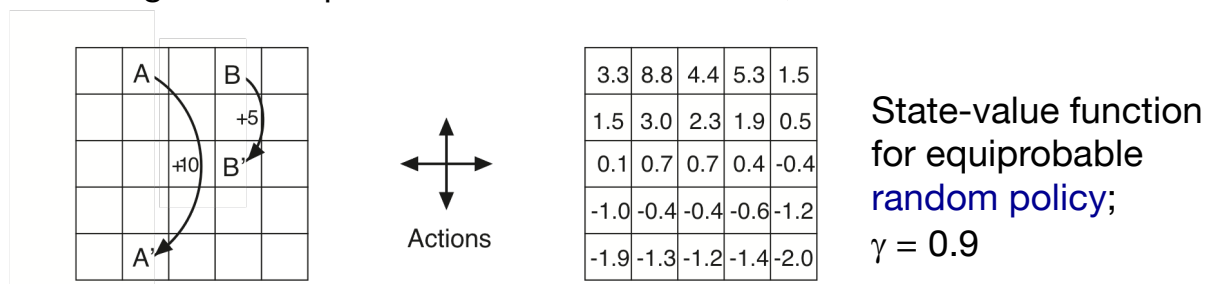 A B
+5
+10 B’
A’
Actions
3.3 8.8 4.4 5.3 1.5
1.5 3.0 2.3 1.9 0.5
0.1 0.7 0.7 0.4 -0.4
-1.0 -0.4 -0.4 -0.6 -1.2
-1.9 -1.3 -1.2 -1.4 -2.0
State-value function
for equiprobable
random policy;
γ = 0.9